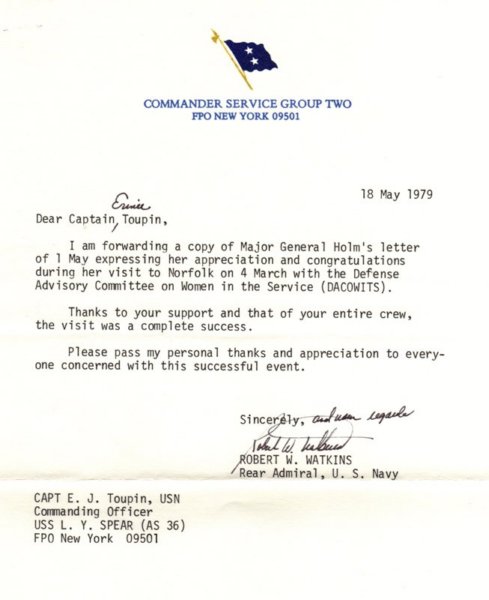 COMMANDER SERVICE GROUP TWO
FPO NEW YORK 09501
18 May 1979
Ernie
Dear Captain Toupin,
I am forwarding a copy of Major General Holm's letter
of 1 May expressing her appreciation and congratulations
during her visit to Norfolk on 4 March with the Defense
Advisory Committee on Women in the Service (DACOWITS).
Thanks to your support and that of your entire crew,
the visit was a complete success.
Please pass my personal thanks and appreciation to every-
one concerned with this successful event.
Sincerely, and warm regards
Robert W. Watkins
ROBERT W. WATKINS
Rear Admiral, U. S. Navy
CAPT E. J. Toupin, USN
Commanding Officer
USS L. Y. SPEAR (AS 36)
FPO New York 09501